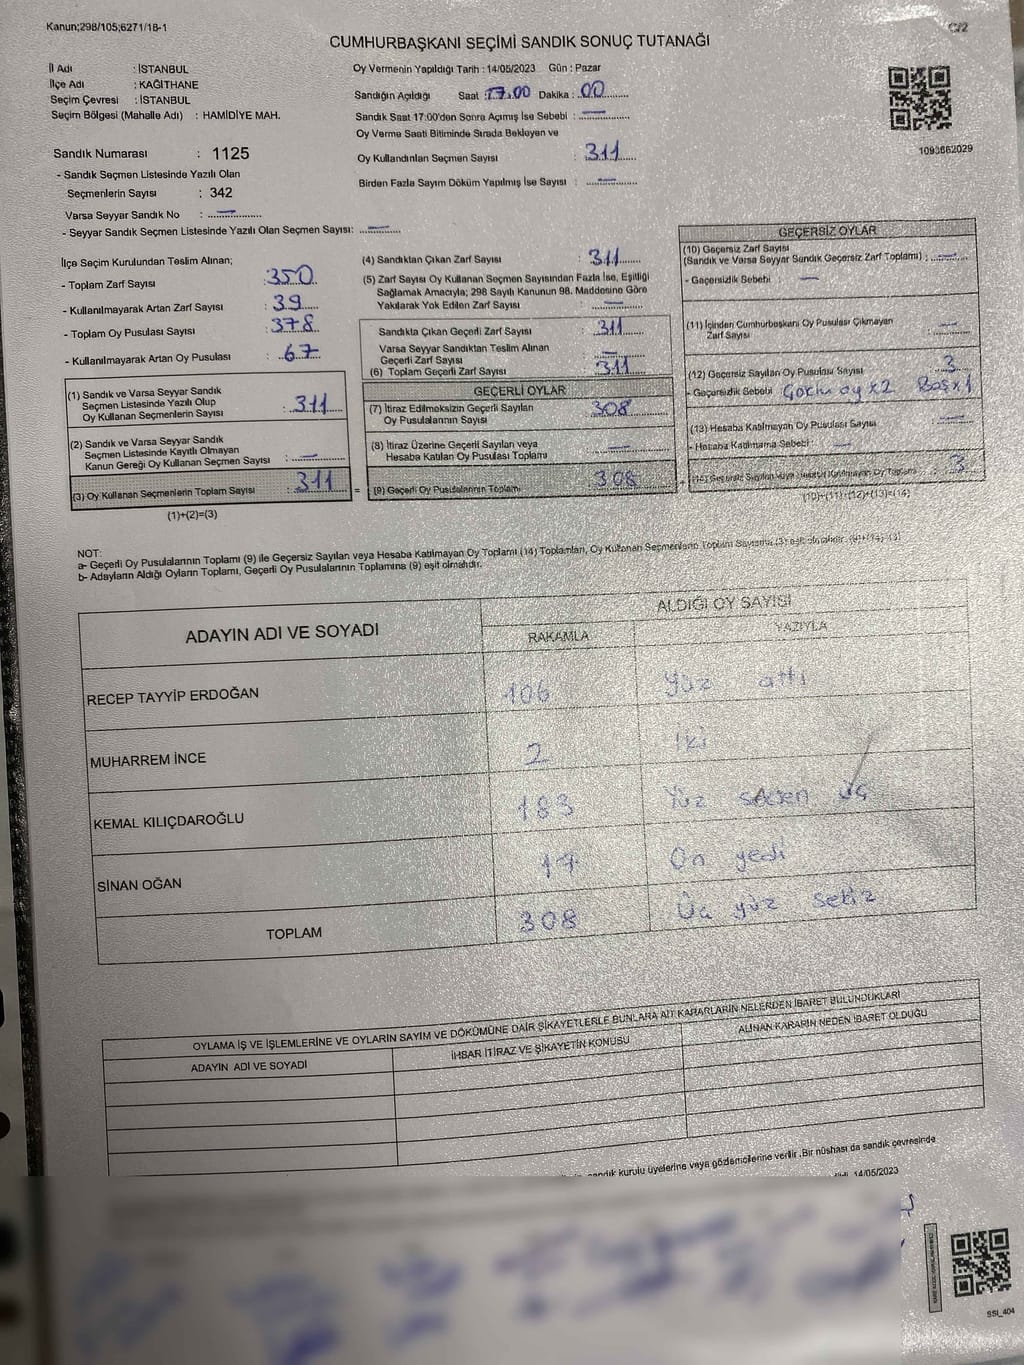 Kanun;298/105;6271/18-1
C/2
CUMHURBAŞKANI SEÇİMİ SANDIK SONUÇ TUTANAĞI
İl Adı : İSTANBUL
İlçe Adı : KAĞITHANE
Seçim Çevresi : İSTANBUL
Seçim Bölgesi (Mahalle Adı) : HAMİDİYE MAH.
Sandık Numarası : 1125
- Sandık Seçmen Listesinde Yazılı Olan
Seçmenlerin Sayısı : 342
Varsa Seyyar Sandık No : —
- Seyyar Sandık Seçmen Listesinde Yazılı Olan Seçmen Sayısı: —
Oy Vermenin Yapıldığı Tarih : 14/05/2023 Gün : Pazar
Sandığın Açıldığı Saat : 17.00 Dakika : 00
Sandık Saat 17:00'den Sonra Açımış İse Sebebi : —
Oy Verme Saati Bitiminde Sırada Bekleyen ve
Oy Kullandırılan Seçmen Sayısı : 311
Birden Fazla Sayım Döküm Yapılmış İse Sayısı : —
1093662029
İlçe Seçim Kurulundan Teslim Alınan;
- Toplam Zarf Sayısı : 350
- Kullanılmayarak Artan Zarf Sayısı : 39
- Toplam Oy Pusulası Sayısı : 378
- Kullanılmayarak Artan Oy Pusulası : 67
(1) Sandık ve Varsa Seyyar Sandık
Seçmen Listesinde Yazılı Olup
Oy Kullanan Seçmenlerin Sayısı : 311
(2) Sandık ve Varsa Seyyar Sandık
Seçmen Listesinde Kayıtlı Olmayan
Kanun Gereği Oy Kullanan Seçmen Sayısı : —
(3) Oy Kullanan Seçmenlerin Toplam Sayısı : 311
(1)+(2)=(3)
(4) Sandıktan Çıkan Zarf Sayısı : 311
(5) Zarf Sayısı Oy Kullanan Seçmen Sayısından Fazla İse, Eşitliği
Sağlamak Amacıyla; 298 Sayılı Kanunun 98. Maddesine Göre
Yakılarak Yok Edilen Zarf Sayısı : —
Sandıkta Çıkan Geçerli Zarf Sayısı : 311
Varsa Seyyar Sandıktan Teslim Alınan
Geçerli Zarf Sayısı : —
(6) Toplam Geçerli Zarf Sayısı : 311
GEÇERLİ OYLAR
(7) İtiraz Edilmeksizin Geçerli Sayılan
Oy Pusulalarının Sayısı : 308
(8) İtiraz Üzerine Geçerli Sayılan veya
Hesaba Katılan Oy Pusulası Toplamı : —
(9) Geçerli Oy Pusulalarının Toplamı : 308
GEÇERSİZ OYLAR
(10) Geçersiz Zarf Sayısı
(Sandık ve Varsa Seyyar Sandık Geçersiz Zarf Toplamı) : —
- Geçersizlik Sebebi —
(11) İçinden Cumhurbaşkanı Oy Pusulası Çıkmayan
Zarf Sayısı : —
(12) Geçersiz Sayılan Oy Pusulası Sayısı : 3
- Geçersizlik Sebebi oy x2 Boş x1
(13) Hesaba Katılmayan Oy Pusulası Sayısı : —
- Hesaba Katılmama Sebebi : —
(14) Geçersiz Sayılan veya Hesaba Katılmayan Oy Toplamı : 3
(10)+(11)+(12)+(13)=(14)
NOT:
a- Geçerli Oy Pusulalarının Toplamı (9) ile Geçersiz Sayılan veya Hesaba Katılmayan Oy Toplamı (14) Toplamları, Oy Kullanan Seçmenlerin Toplam Sayısına (3) eşit olmalıdır. (9)+(14)=(3)
b- Adayların Aldığı Oyların Toplamı, Geçerli Oy Pusulalarının Toplamına (9) eşit olmalıdır.
ADAYIN ADI VE SOYADI
ALDIĞI OY SAYISI
RAKAMLA YAZIYLA
RECEP TAYYİP ERDOĞAN 106 Yüz altı
MUHARREM İNCE 2 İki
KEMAL KILIÇDAROĞLU 183 Yüz seksen üç
SİNAN OĞAN 17 On yedi
TOPLAM 308 Üç yüz sekiz
OYLAMA İŞ VE İŞLEMLERİNE VE OYLARIN SAYIM VE DÖKÜMÜNE DAİR ŞİKAYETLERLE BUNLARA AİT KARARLARIN NELERDEN İBARET BULUNDUKLARI
ADAYIN ADI VE SOYADI İHBAR İTİRAZ VE ŞİKAYETİN KONUSU ALINAN KARARIN NEDEN İBARET OLDUĞU
sandık kurulu üyelerine veya gözlemcilerine verilir .Bir nüshası da sandık çevresinde
14/05/2023
SSI_404